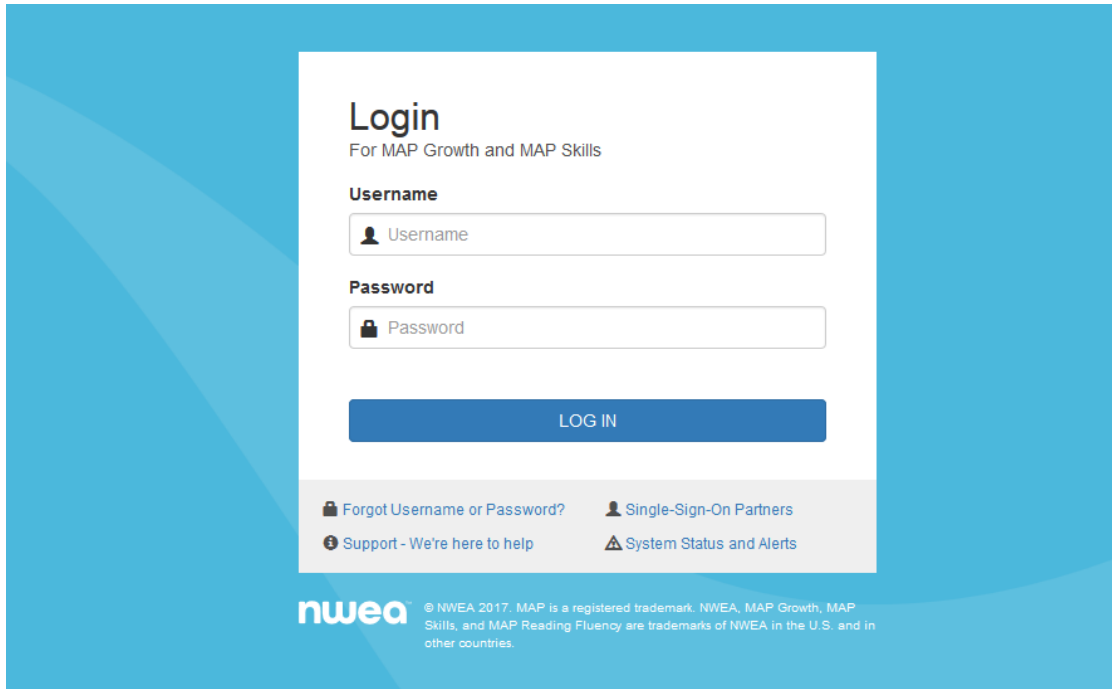 Login
For MAP Growth and MAP Skills
Username
Username
Password
Password
LOG IN
Forgot Username or Password?
Single-Sign-On Partners
Support - We're here to help
System Status and Alerts
nwea
© NWEA 2017. MAP is a registered trademark. NWEA, MAP Growth, MAP
Skills, and MAP Reading Fluency are trademarks of NWEA in the U.S. and in
other countries.